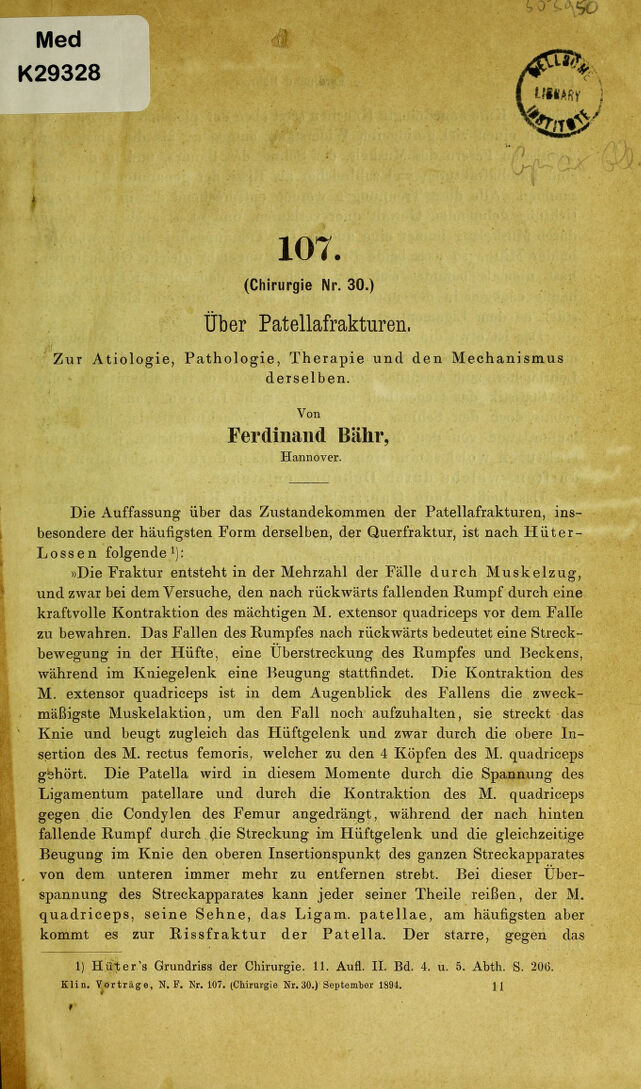 Med
K29328
WELLCOME
LIBRARY
INSTITUTE
107.
(Chirurgie Nr. 30.)
Über Patellafrakturen.
Zur Atiologie, Pathologie, Therapie und den Mechanismus
derselben.
Von
Ferdinand Bähr,
Hannover.
Die Auffassung über das Zustandekommen der Patellafrakturen, ins-
besondere der häufigsten Form derselben, der Querfraktur, ist nach Hüter-
Lossen folgende 1):
»Die Fraktur entsteht in der Mehrzahl der Fälle durch Muskelzug,
und zwar bei dem Versuche, den nach rückwärts fallenden Rumpf durch eine
kraftvolle Kontraktion des mächtigen M. extensor quadriceps vor dem Falle
zu bewahren. Das Fallen des Rumpfes nach rückwärts bedeutet eine Streck-
bewegung in der Hüfte, eine Überstreckung des Rumpfes und Beckens,
während im Kniegelenk eine Beugung stattfindet. Die Kontraktion des
M. extensor quadriceps ist in dem Augenblick des Fallens die zweck-
mäßigste Muskelaktion, um den Fall noch aufzuhalten, sie streckt das
Knie und beugt zugleich das Hüftgelenk und zwar durch die obere In-
sertion des M. rectus femoris, welcher zu den 4 Köpfen des M. quadriceps
gehört. Die Patella wird in diesem Momente durch die Spannung des
Ligamentum patellare und durch die Kontraktion des M. quadriceps
gegen die Condylen des Femur angedrängt, während der nach hinten
fallende Rumpf durch die Streckung im Hüftgelenk und die gleichzeitige
Beugung im Knie den oberen Insertionspunkt des ganzen Streckapparates
von dem unteren immer mehr zu entfernen strebt. Bei dieser Über-
spannung des Streckapparates kann jeder seiner Theile reißen, der M.
quadriceps, seine Sehne, das Ligam. patellae, am häufigsten aber
kommt es zur Rissfraktur der Patella. Der starre, gegen das
1) Hüter's Grundriss der Chirurgie. 11. Aufl. II. Bd. 4. u. 5. Abth. S. 206.
Klin. Vorträge, N. F. Nr. 107. (Chirurgie Nr. 30.) September 1894. 11